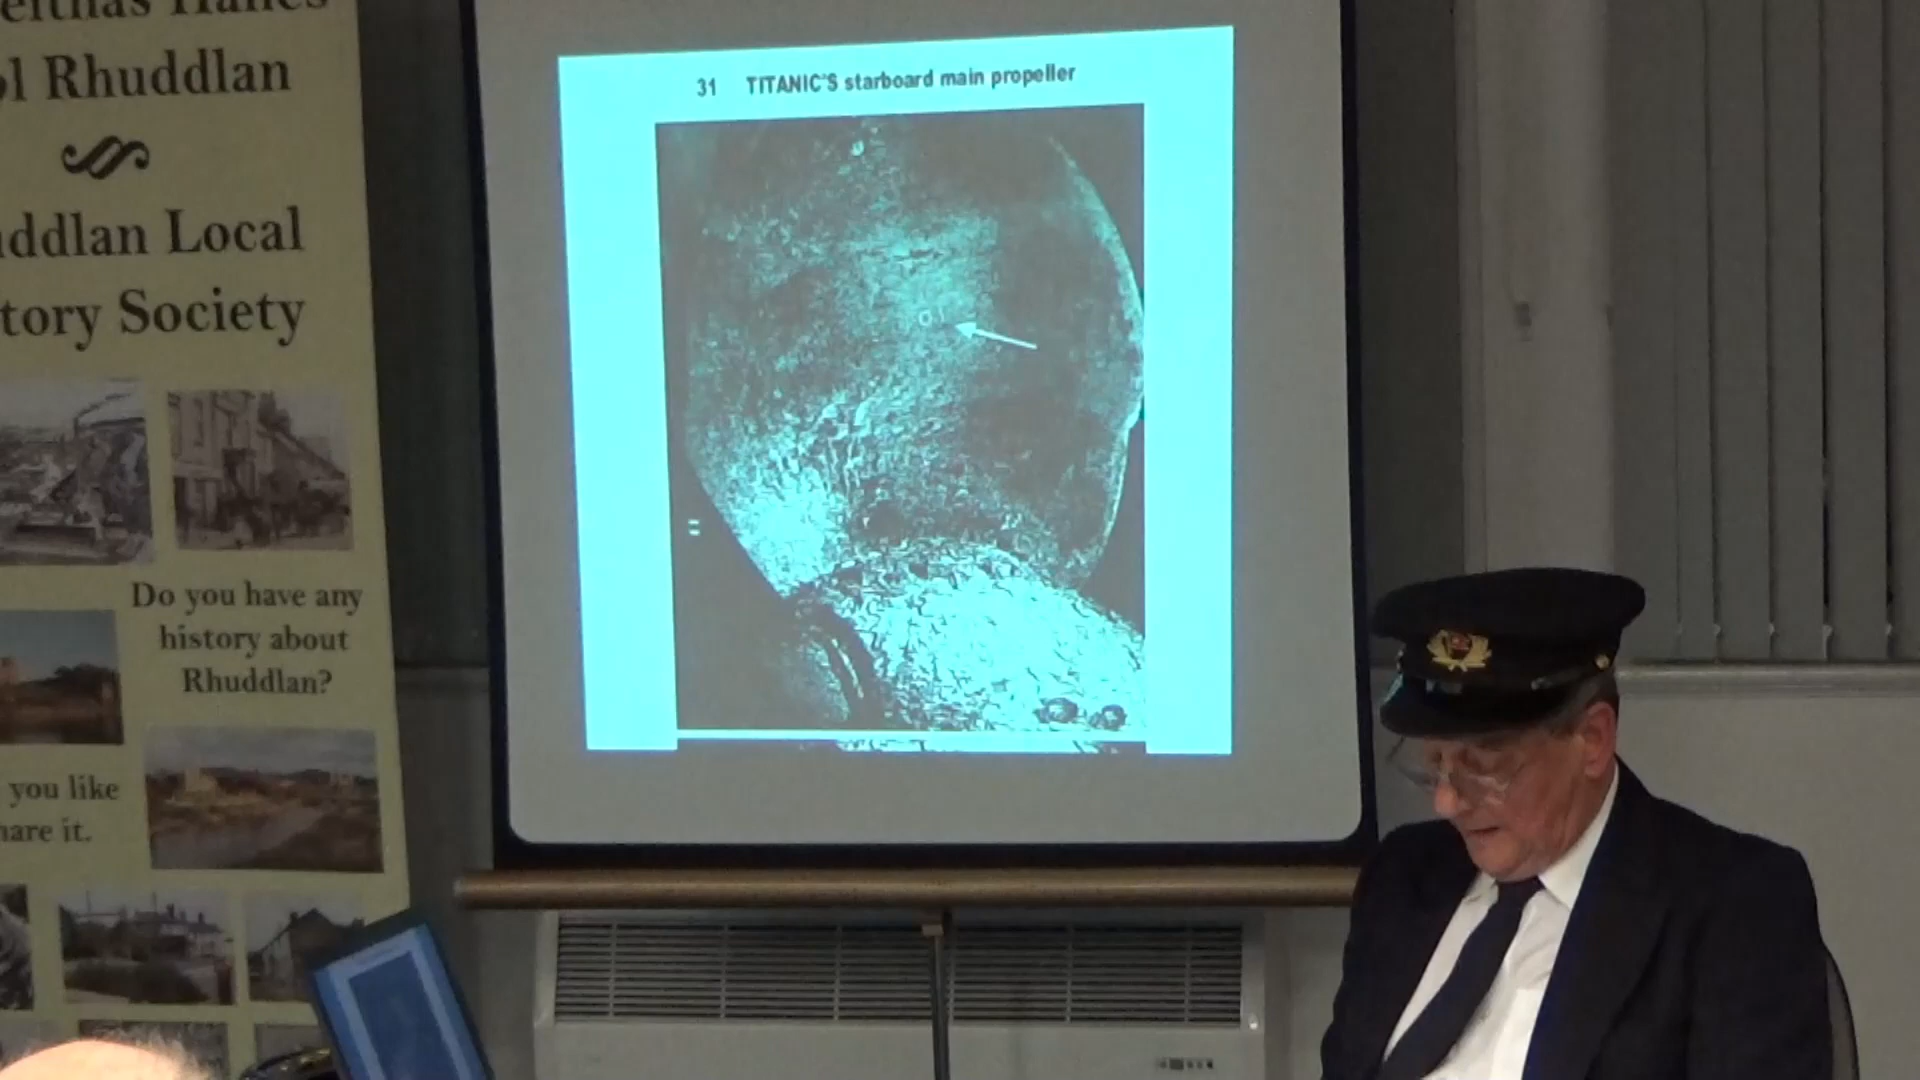 ol Rhuddlan
ddlan Local
tory Society
Do you have any
history about
Rhuddlan?
you like
hare it.
31 TITANIC'S starboard main propeller